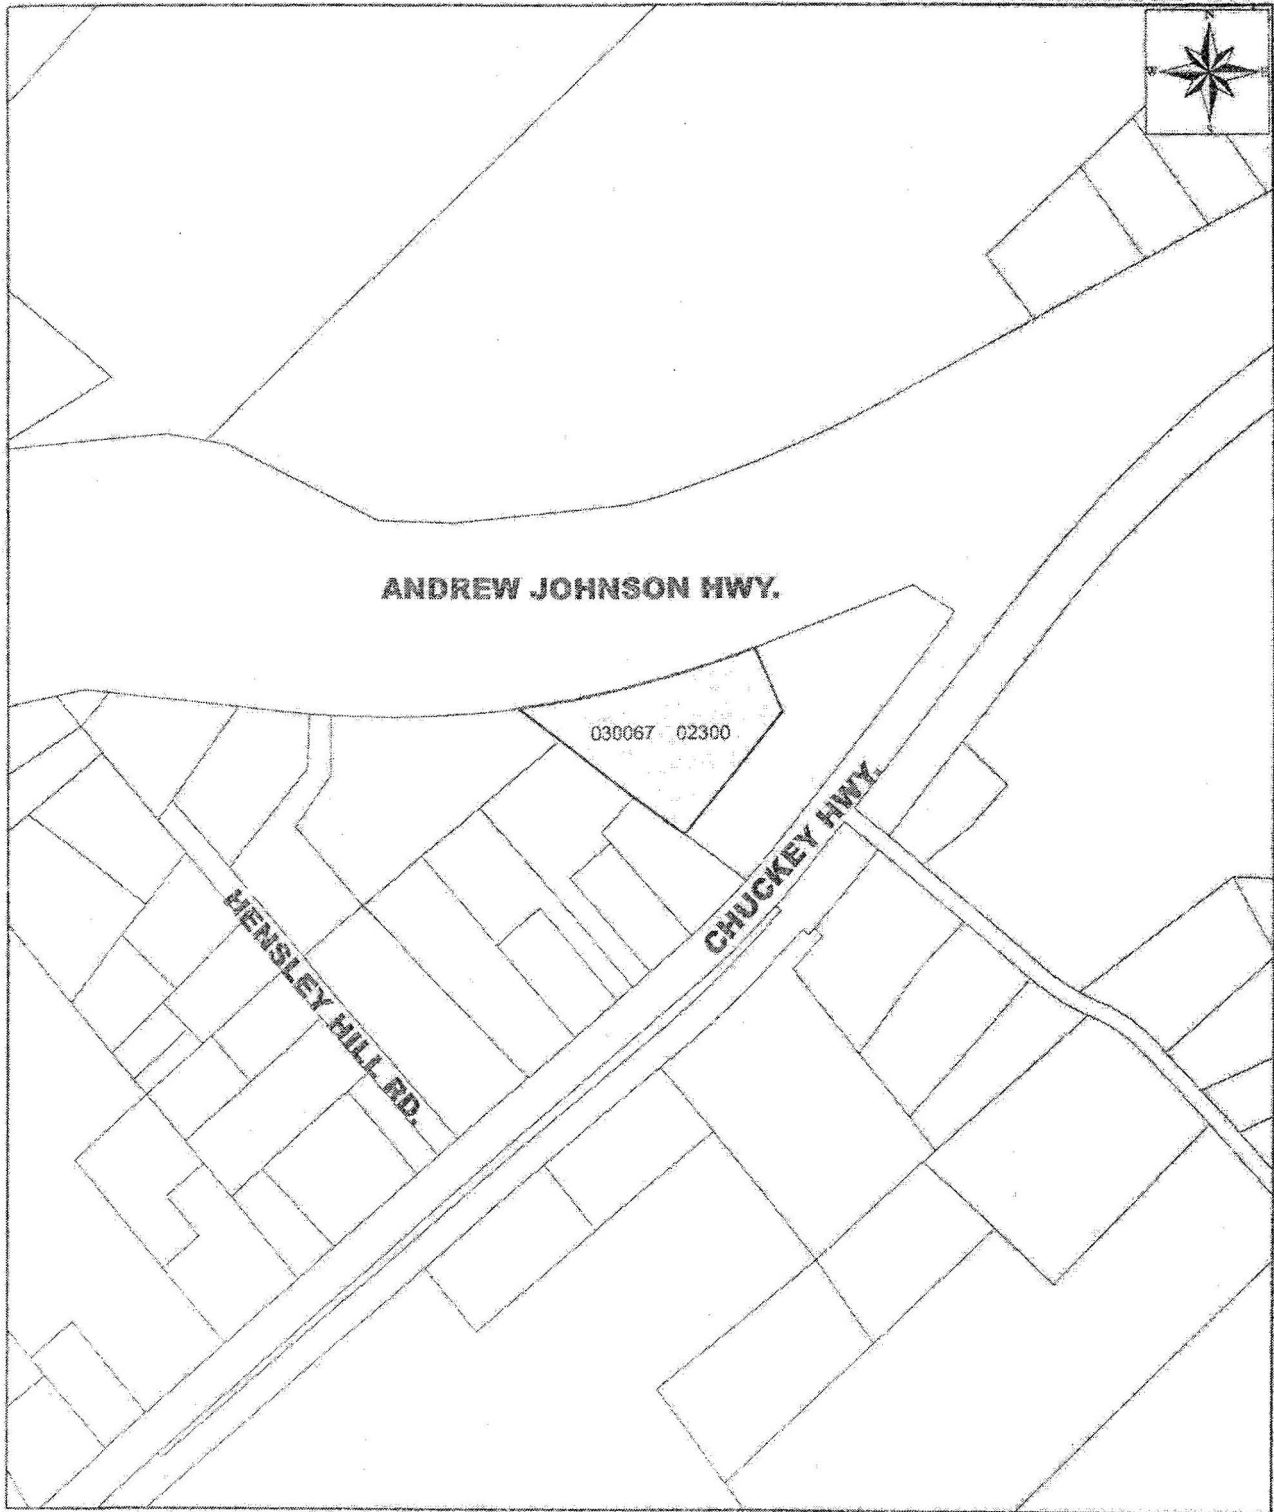 N
W
ANDREW JOHNSON HWY.
030067 02300
CHUCKEY HWY.
HENSLEY HILL RD.